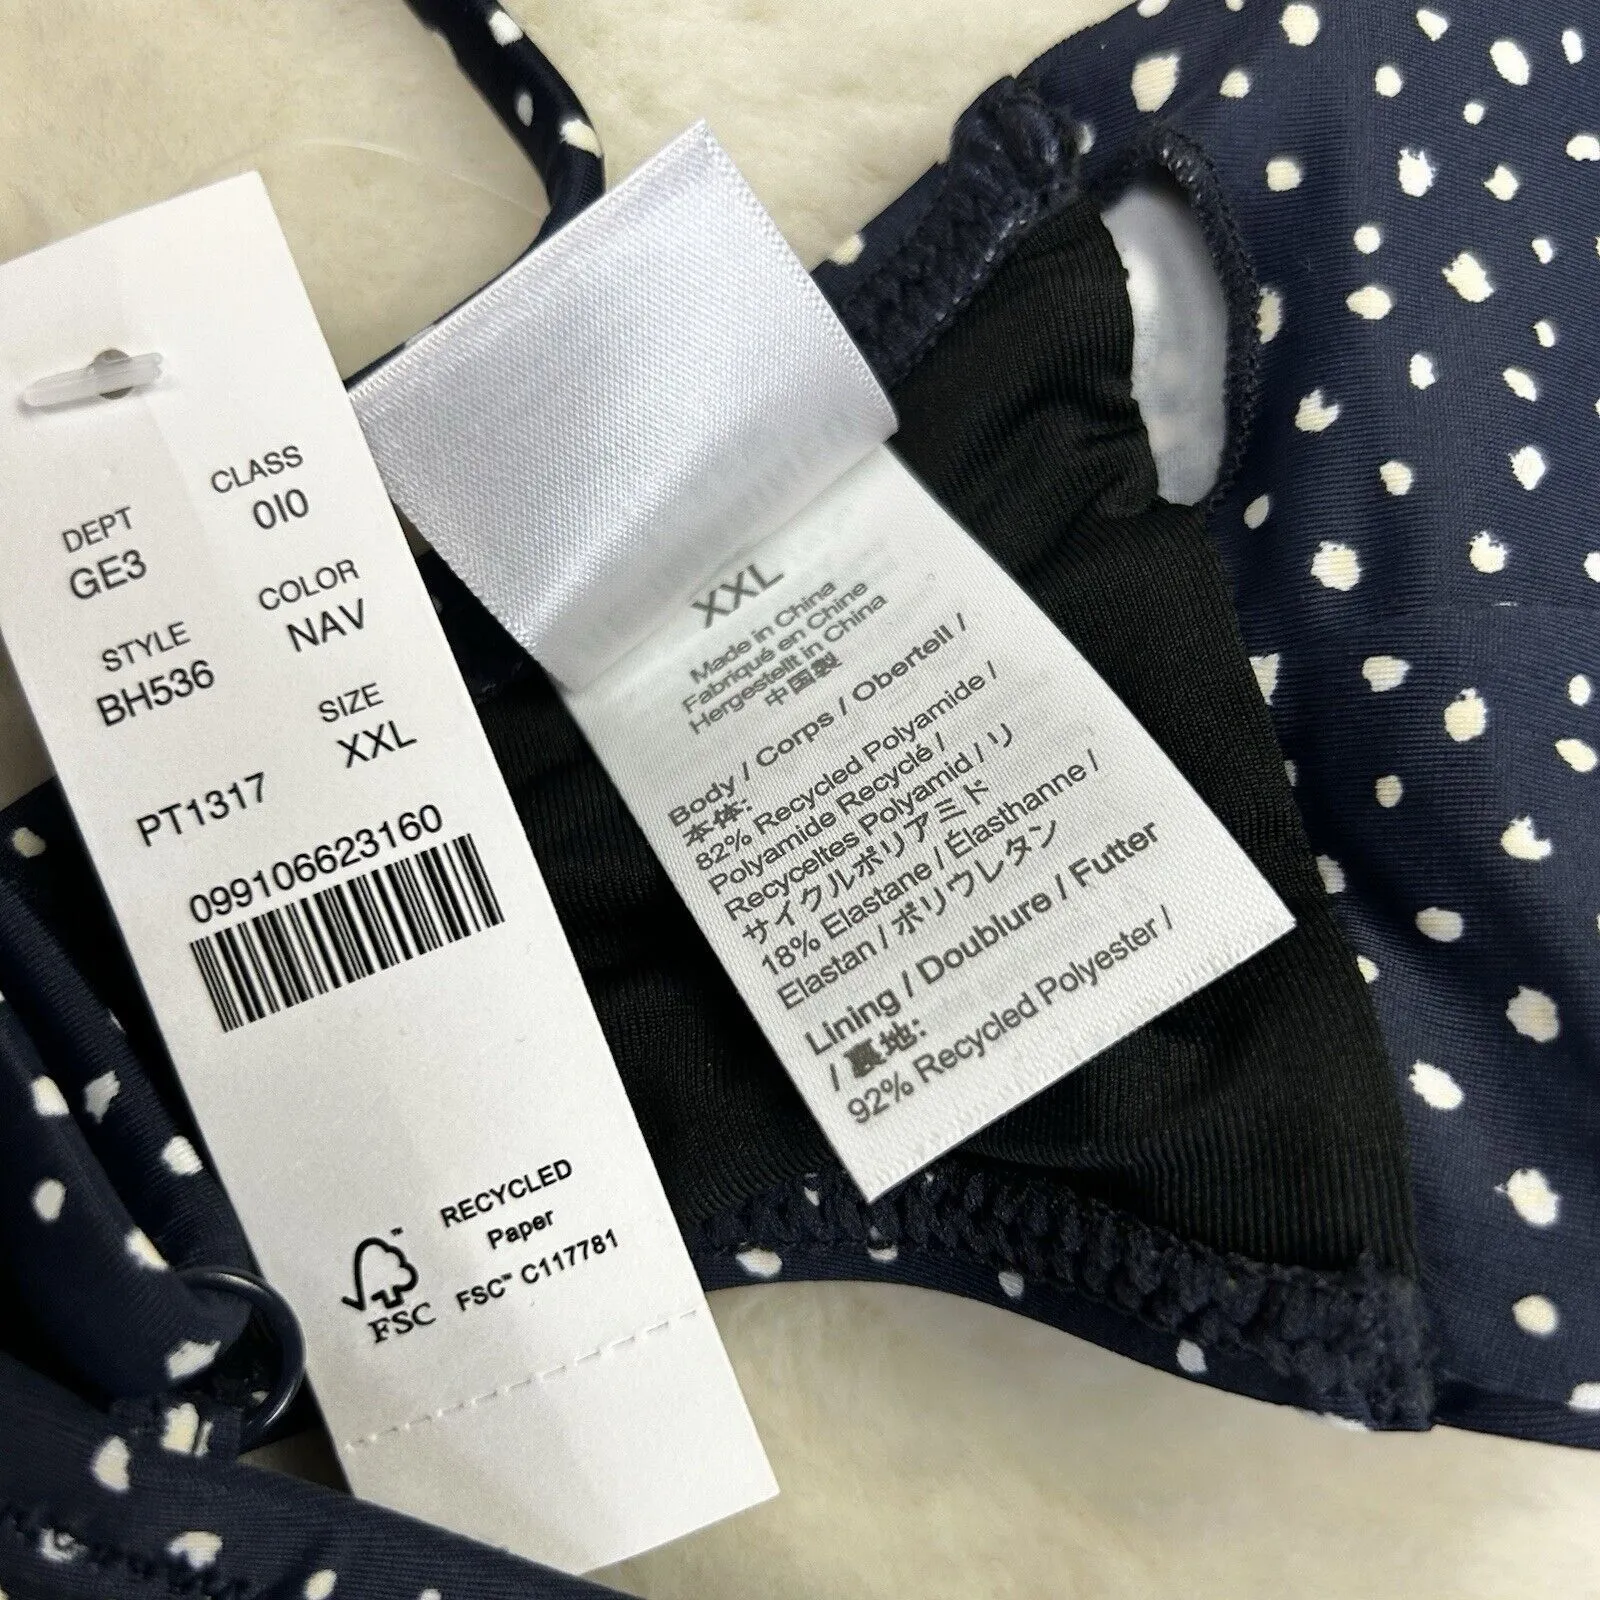 DEPT
GE3
CLASS
0I0
STYLE
BH536
COLOR
NAV
SIZE
XXL
PT1317
099106623160
FSC™
RECYCLED
Paper
FSC™ C117781
XXL
Made in China
Fabriqué en Chine
Hergestellt in China
中国製
Body / Corps / Oberteil /
本体:
82% Recycled Polyamide /
Polyamide Recyclé /
Recyceltes Polyamid / リ
サイクルポリアミド
18% Elastane / Élasthanne /
Elastan / ポリウレタン
Lining / Doublure / Futter
/ 裏地:
92% Recycled Polyester /